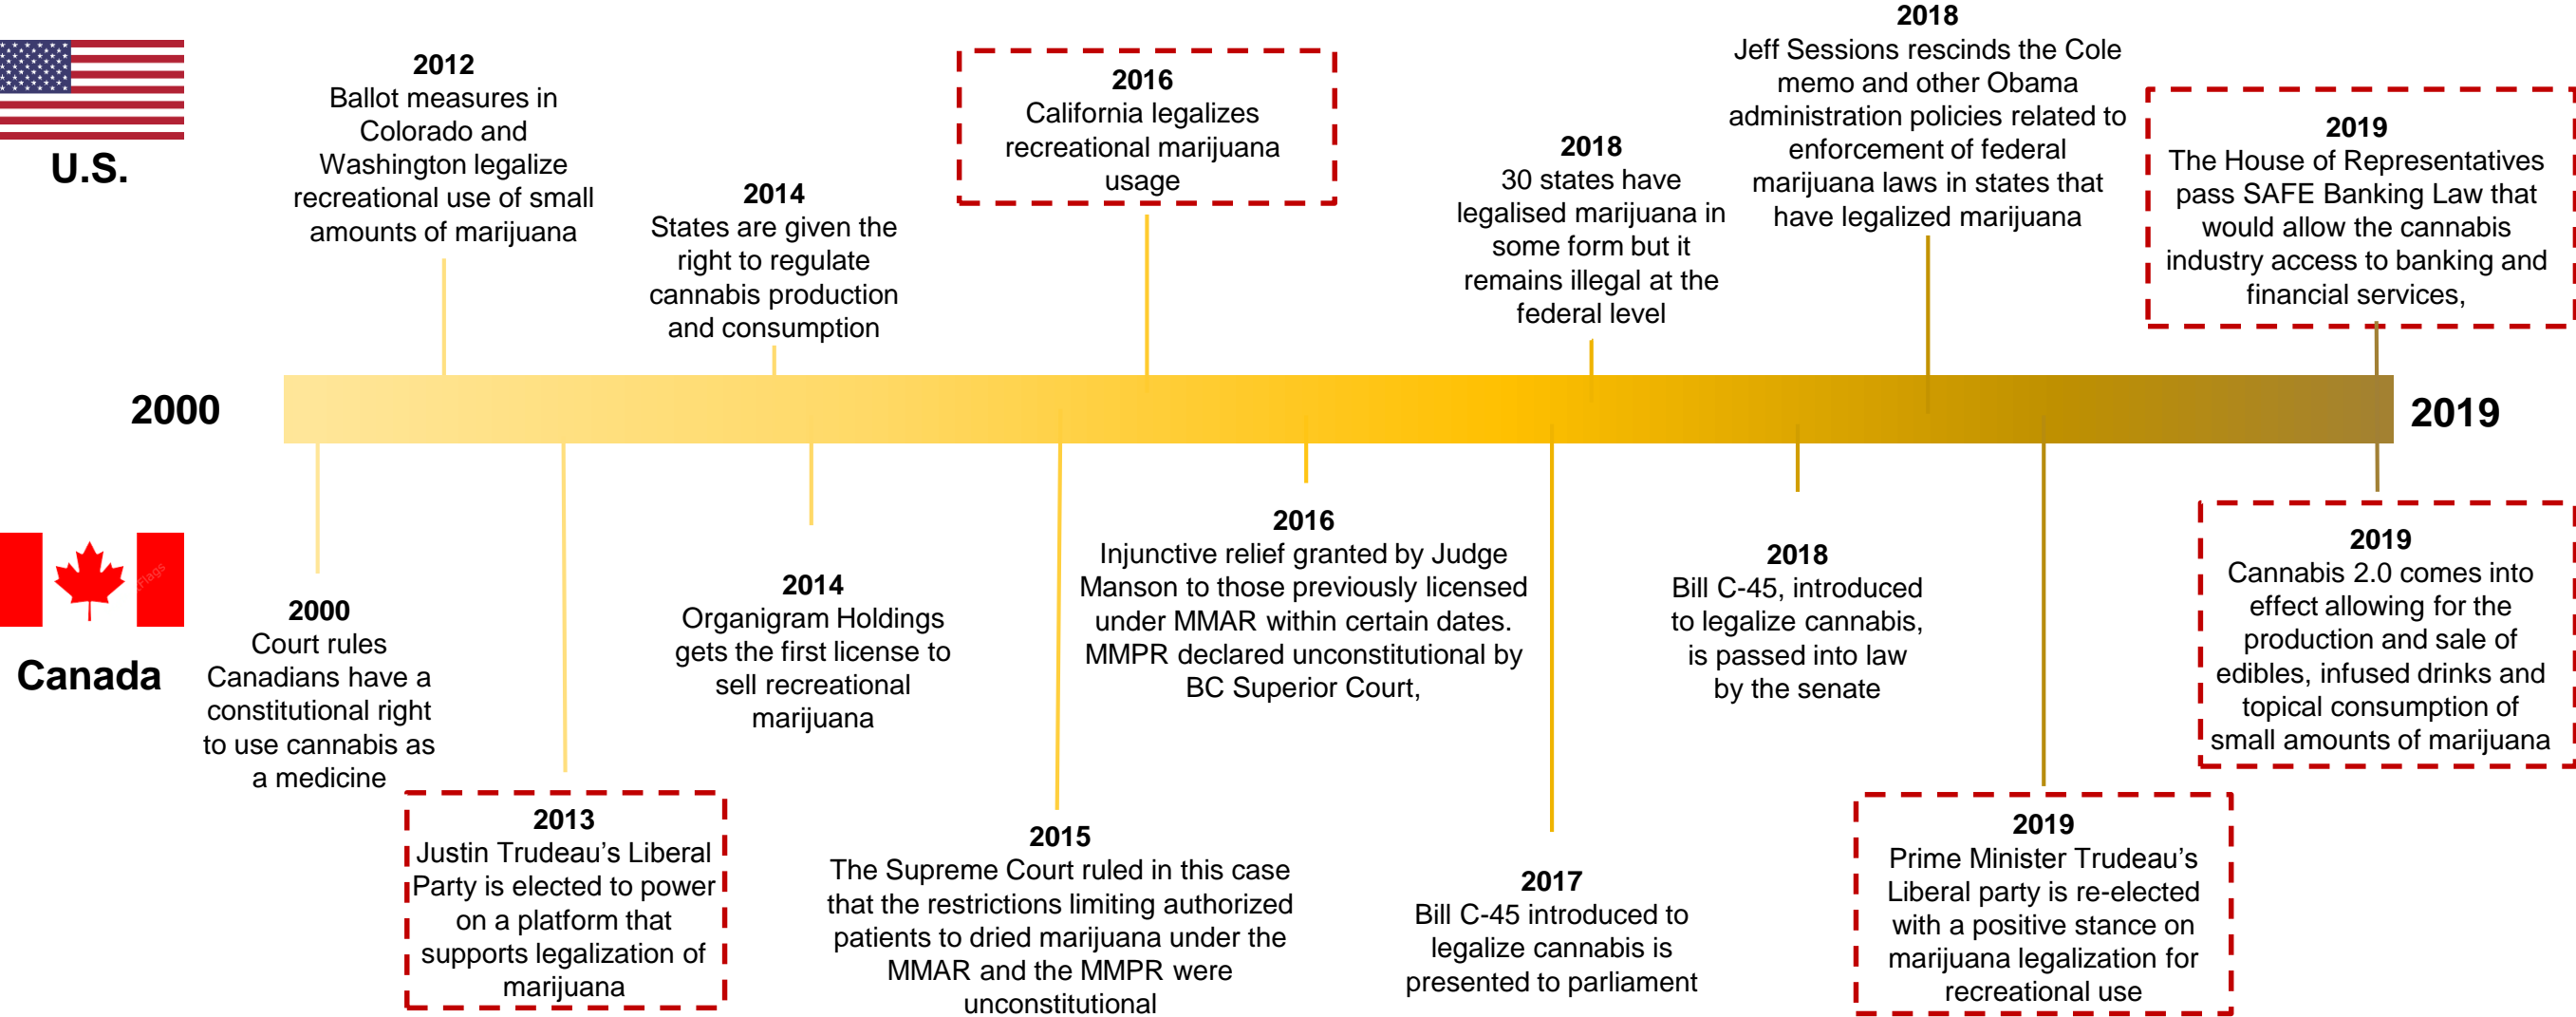 U.S.
2012
Ballot measures in
Colorado and
Washington legalize
recreational use of small
amounts of marijuana
2014
States are given the
right to regulate
cannabis production
and consumption
2016
California legalizes
recreational marijuana
usage
2018
30 states have
legalised marijuana in
some form but it
remains illegal at the
federal level
2018
Jeff Sessions rescinds the Cole
memo and other Obama
administration policies related to
enforcement of federal
marijuana laws in states that
have legalized marijuana
2019
The House of Representatives
pass SAFE Banking Law that
would allow the cannabis
industry access to banking and
financial services,
2000
2019
Canada
2000
Court rules
Canadians have a
constitutional right
to use cannabis as
a medicine
2013
Justin Trudeau’s Liberal
Party is elected to power
on a platform that
supports legalization of
marijuana
2014
Organigram Holdings
gets the first license to
sell recreational
marijuana
2015
The Supreme Court ruled in this case
that the restrictions limiting authorized
patients to dried marijuana under the
MMAR and the MMPR were
unconstitutional
2016
Injunctive relief granted by Judge
Manson to those previously licensed
under MMAR within certain dates.
MMPR declared unconstitutional by
BC Superior Court,
2017
Bill C-45 introduced to
legalize cannabis is
presented to parliament
2018
Bill C-45, introduced
to legalize cannabis,
is passed into law
by the senate
2019
Prime Minister Trudeau’s
Liberal party is re-elected
with a positive stance on
marijuana legalization for
recreational use
2019
Cannabis 2.0 comes into
effect allowing for the
production and sale of
edibles, infused drinks and
topical consumption of
small amounts of marijuana